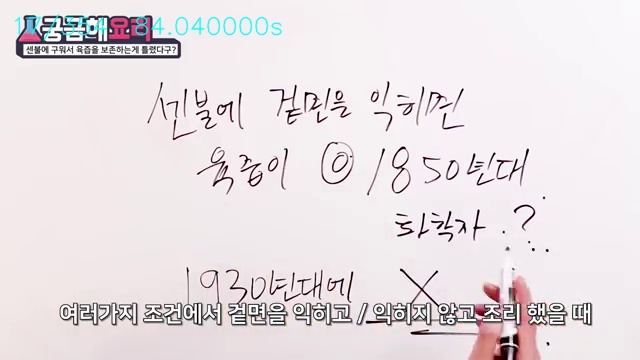 궁금해요리
센불에 구워서 육즙을 보존하는게 틀렸다구?
센불에 겉면을 익히면
육즙이 ◎ 1850년대
화학자 . ?
1930년대에 X
여러가지 조건에서 겉면을 익히고 / 익히지 않고 조리 했을 때